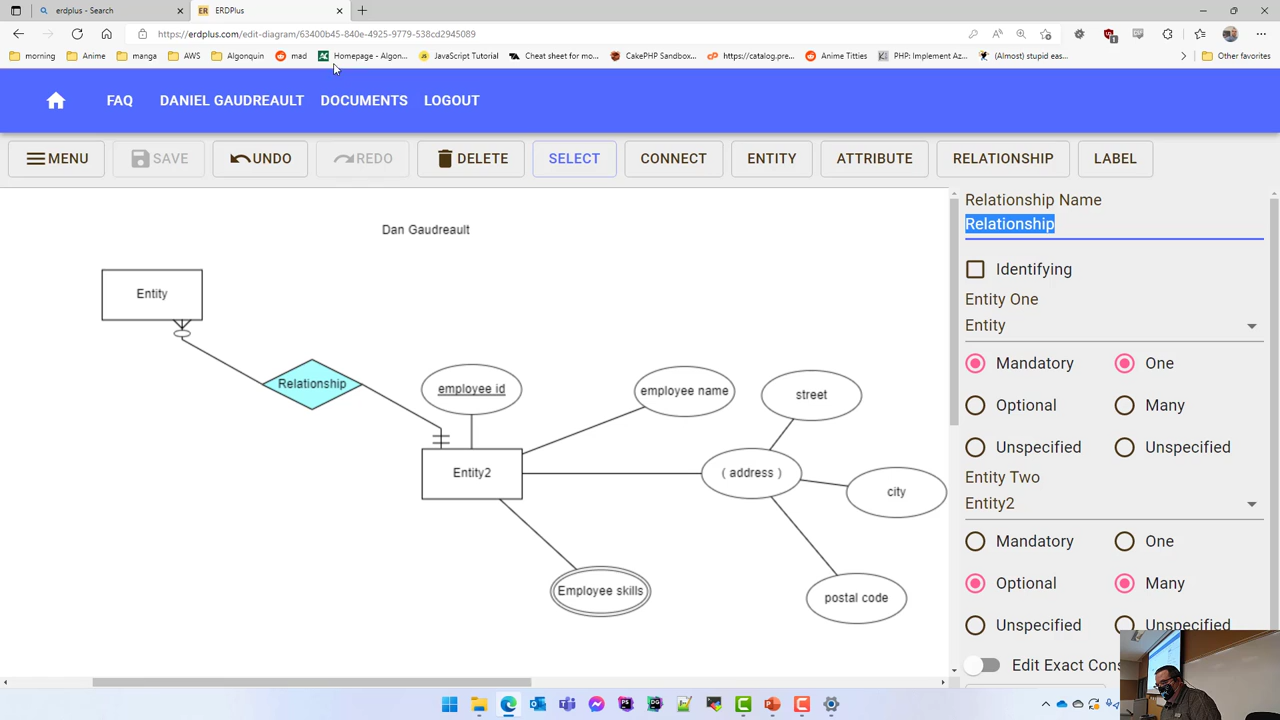 erdplus - Search
ERDPlus
https://erdplus.com/edit-diagram/63400b45-840e-4925-9779-538cd2945089
morning
Anime
manga
AWS
Algonquin
mad
Homepage - Algon...
JavaScript Tutorial
Cheat sheet for mo...
CakePHP Sandbox...
https://catalog.pre...
Anime Titties
PHP: Implement Az...
(Almost) stupid eas...
Other favorites
FAQ
DANIEL GAUDREAULT
DOCUMENTS
LOGOUT
MENU
SAVE
UNDO
REDO
DELETE
SELECT
CONNECT
ENTITY
ATTRIBUTE
RELATIONSHIP
LABEL
Dan Gaudreault
Entity
Relationship
employee id
employee name
street
Entity2
( address )
city
Employee skills
postal code
Relationship Name
Relationship
Identifying
Entity One
Entity
Mandatory
One
Optional
Many
Unspecified
Unspecified
Entity Two
Entity2
Mandatory
One
Optional
Many
Unspecified
Unspecified
Edit Exact Cons